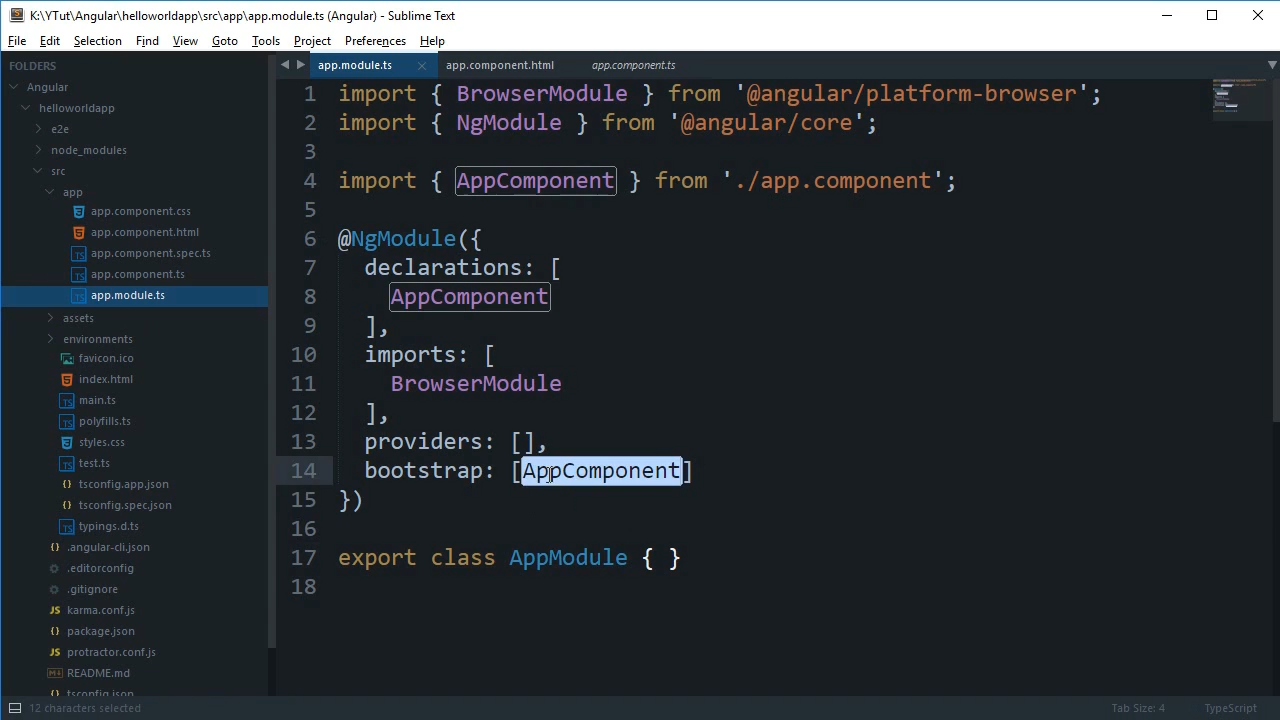 K:\YTut\Angular\helloworldapp\src\app\app.module.ts (Angular) - Sublime Text
File Edit Selection Find View Goto Tools Project Preferences Help
FOLDERS
Angular
helloworldapp
e2e
node_modules
src
app
app.component.css
app.component.html
app.component.spec.ts
app.component.ts
app.module.ts
assets
environments
favicon.ico
index.html
main.ts
polyfills.ts
styles.css
test.ts
tsconfig.app.json
tsconfig.spec.json
typings.d.ts
.angular-cli.json
.editorconfig
.gitignore
karma.conf.js
package.json
protractor.conf.js
README.md
tsconfig.json
app.module.ts app.component.html app.component.ts
1 import { BrowserModule } from '@angular/platform-browser';
2 import { NgModule } from '@angular/core';
3
4 import { AppComponent } from './app.component';
5
6 @NgModule({
7 declarations: [
8 AppComponent
9 ],
10 imports: [
11 BrowserModule
12 ],
13 providers: [],
14 bootstrap: [AppComponent]
15 })
16
17 export class AppModule { }
18
12 characters selected
Tab Size: 4
TypeScript